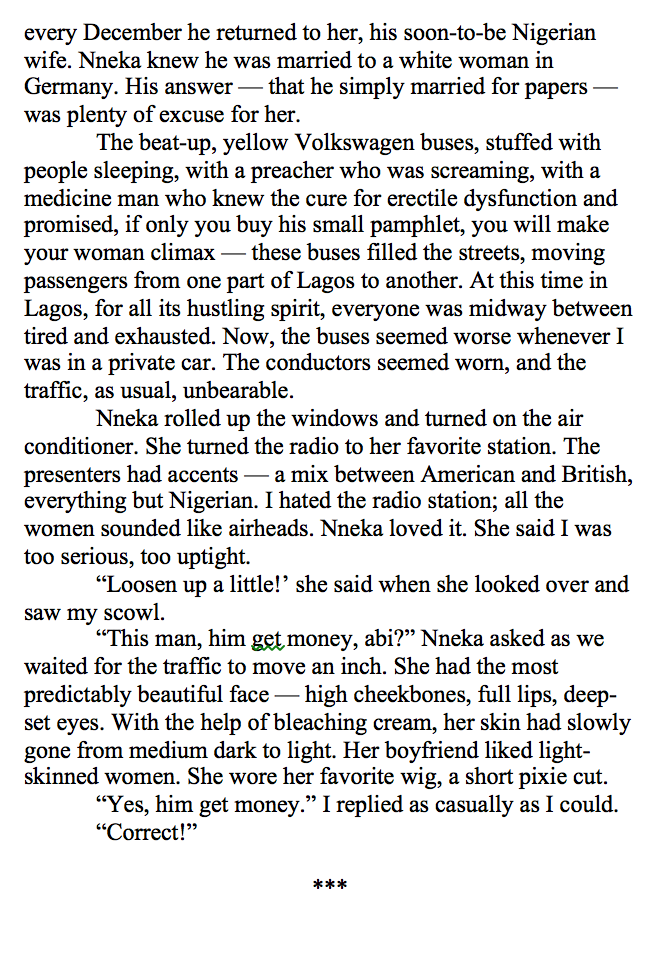 every December he returned to her, his soon-to-be Nigerian
wife. Nneka knew he was married to a white woman in
Germany. His answer — that he simply married for papers —
was plenty of excuse for her.
The beat-up, yellow Volkswagen buses, stuffed with
people sleeping, with a preacher who was screaming, with a
medicine man who knew the cure for erectile dysfunction and
promised, if only you buy his small pamphlet, you will make
your woman climax — these buses filled the streets, moving
passengers from one part of Lagos to another. At this time in
Lagos, for all its hustling spirit, everyone was midway between
tired and exhausted. Now, the buses seemed worse whenever I
was in a private car. The conductors seemed worn, and the
traffic, as usual, unbearable.
Nneka rolled up the windows and turned on the air
conditioner. She turned the radio to her favorite station. The
presenters had accents — a mix between American and British,
everything but Nigerian. I hated the radio station; all the
women sounded like airheads. Nneka loved it. She said I was
too serious, too uptight.
“Loosen up a little!’ she said when she looked over and
saw my scowl.
“This man, him get money, abi?” Nneka asked as we
waited for the traffic to move an inch. She had the most
predictably beautiful face — high cheekbones, full lips, deep-
set eyes. With the help of bleaching cream, her skin had slowly
gone from medium dark to light. Her boyfriend liked light-
skinned women. She wore her favorite wig, a short pixie cut.
“Yes, him get money.” I replied as casually as I could.
“Correct!”
***